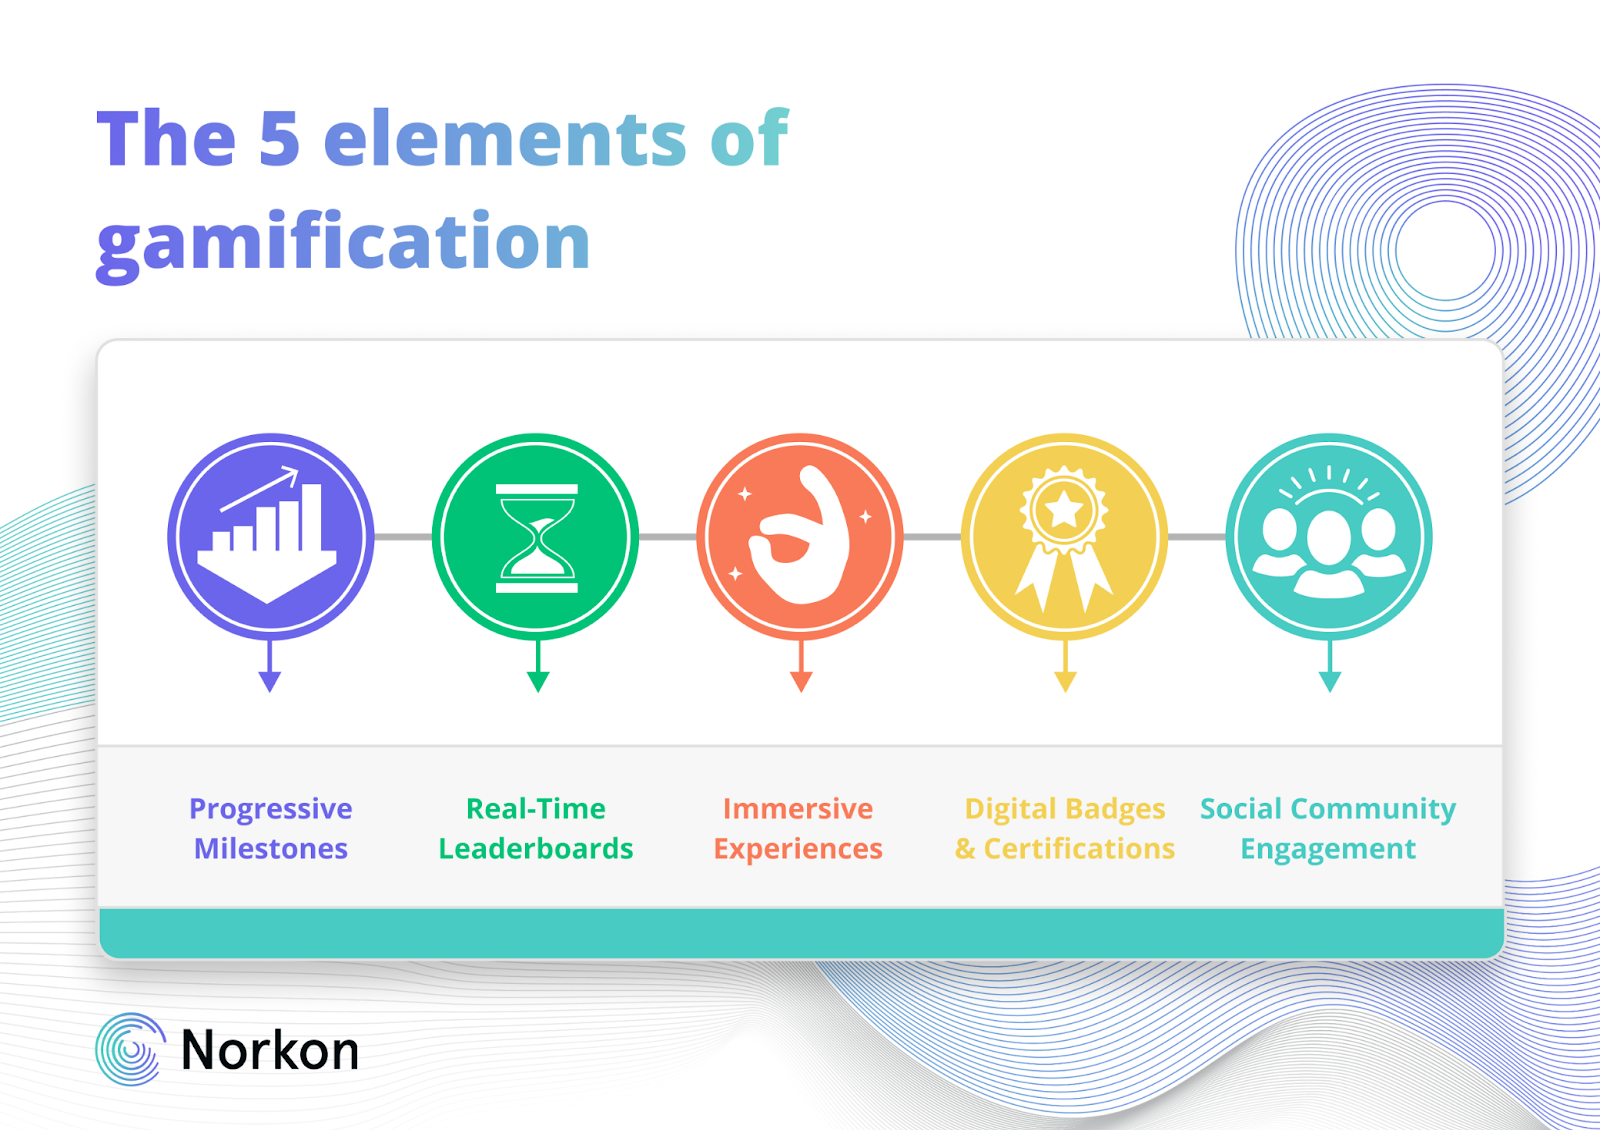 The 5 elements of
gamification
Progressive
Milestones
Real-Time
Leaderboards
Immersive
Experiences
Digital Badges
& Certifications
Social Community
Engagement
Norkon